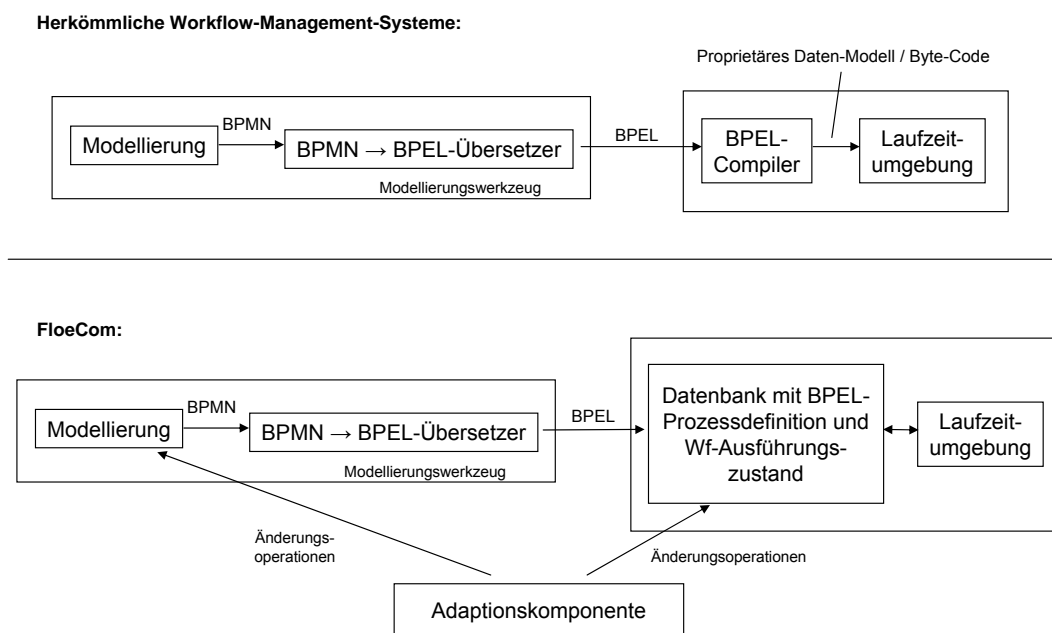 Herkömmliche Workflow-Management-Systeme:
Proprietäres Daten-Modell / Byte-Code
Modellierung
BPMN
BPMN → BPEL-Übersetzer
Modellierungswerkzeug
BPEL
BPEL-
Compiler
Laufzeit-
umgebung
FloeCom:
Modellierung
BPMN
BPMN → BPEL-Übersetzer
Modellierungswerkzeug
BPEL
Datenbank mit BPEL-
Prozessdefinition und
Wf-Ausführungs-
zustand
Laufzeit-
umgebung
Änderungs-
operationen
Änderungsoperationen
Adaptionskomponente